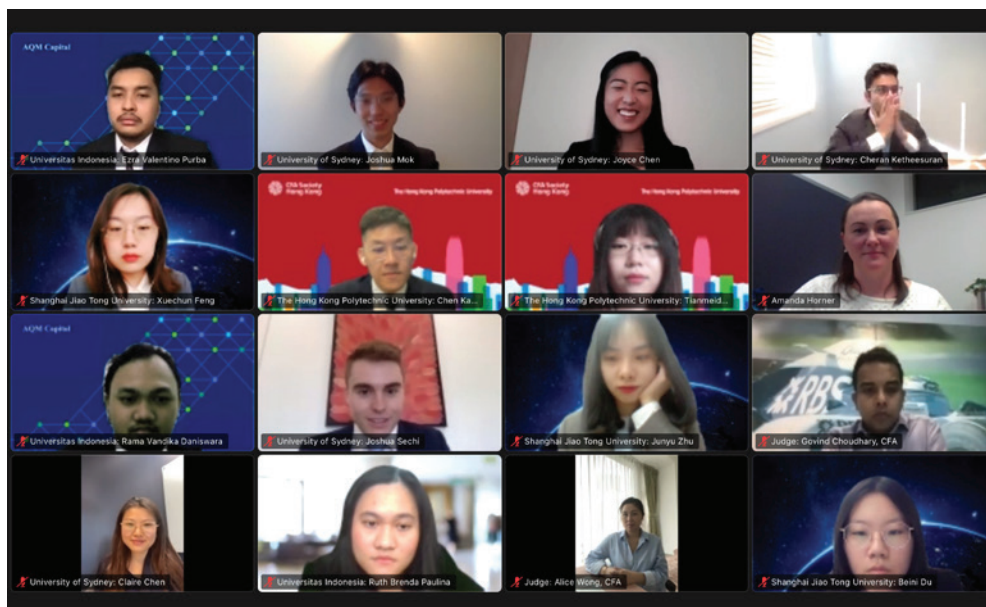 AQM Capital
Universitas Indonesia: Ezra Valentino Purba
University of Sydney: Joshua Mok
University of Sydney: Joyce Chen
University of Sydney: Cheran Ketheesuran
CFA Society
Hong Kong
The Hong Kong Polytechnic University
CFA Society
Hong Kong
The Hong Kong Polytechnic University
Shanghai Jiao Tong University: Xuechun Feng
The Hong Kong Polytechnic University: Chen Ka...
The Hong Kong Polytechnic University: Tianmeid...
Amanda Horner
AQM Capital
RBS
Universitas Indonesia: Rama Vandika Daniswara
University of Sydney: Joshua Sechi
Shanghai Jiao Tong University: Junyu Zhu
Judge: Govind Choudhary, CFA
University of Sydney: Claire Chen
Universitas Indonesia: Ruth Brenda Paulina
Judge: Alice Wong, CFA
Shanghai Jiao Tong University: Beini Du